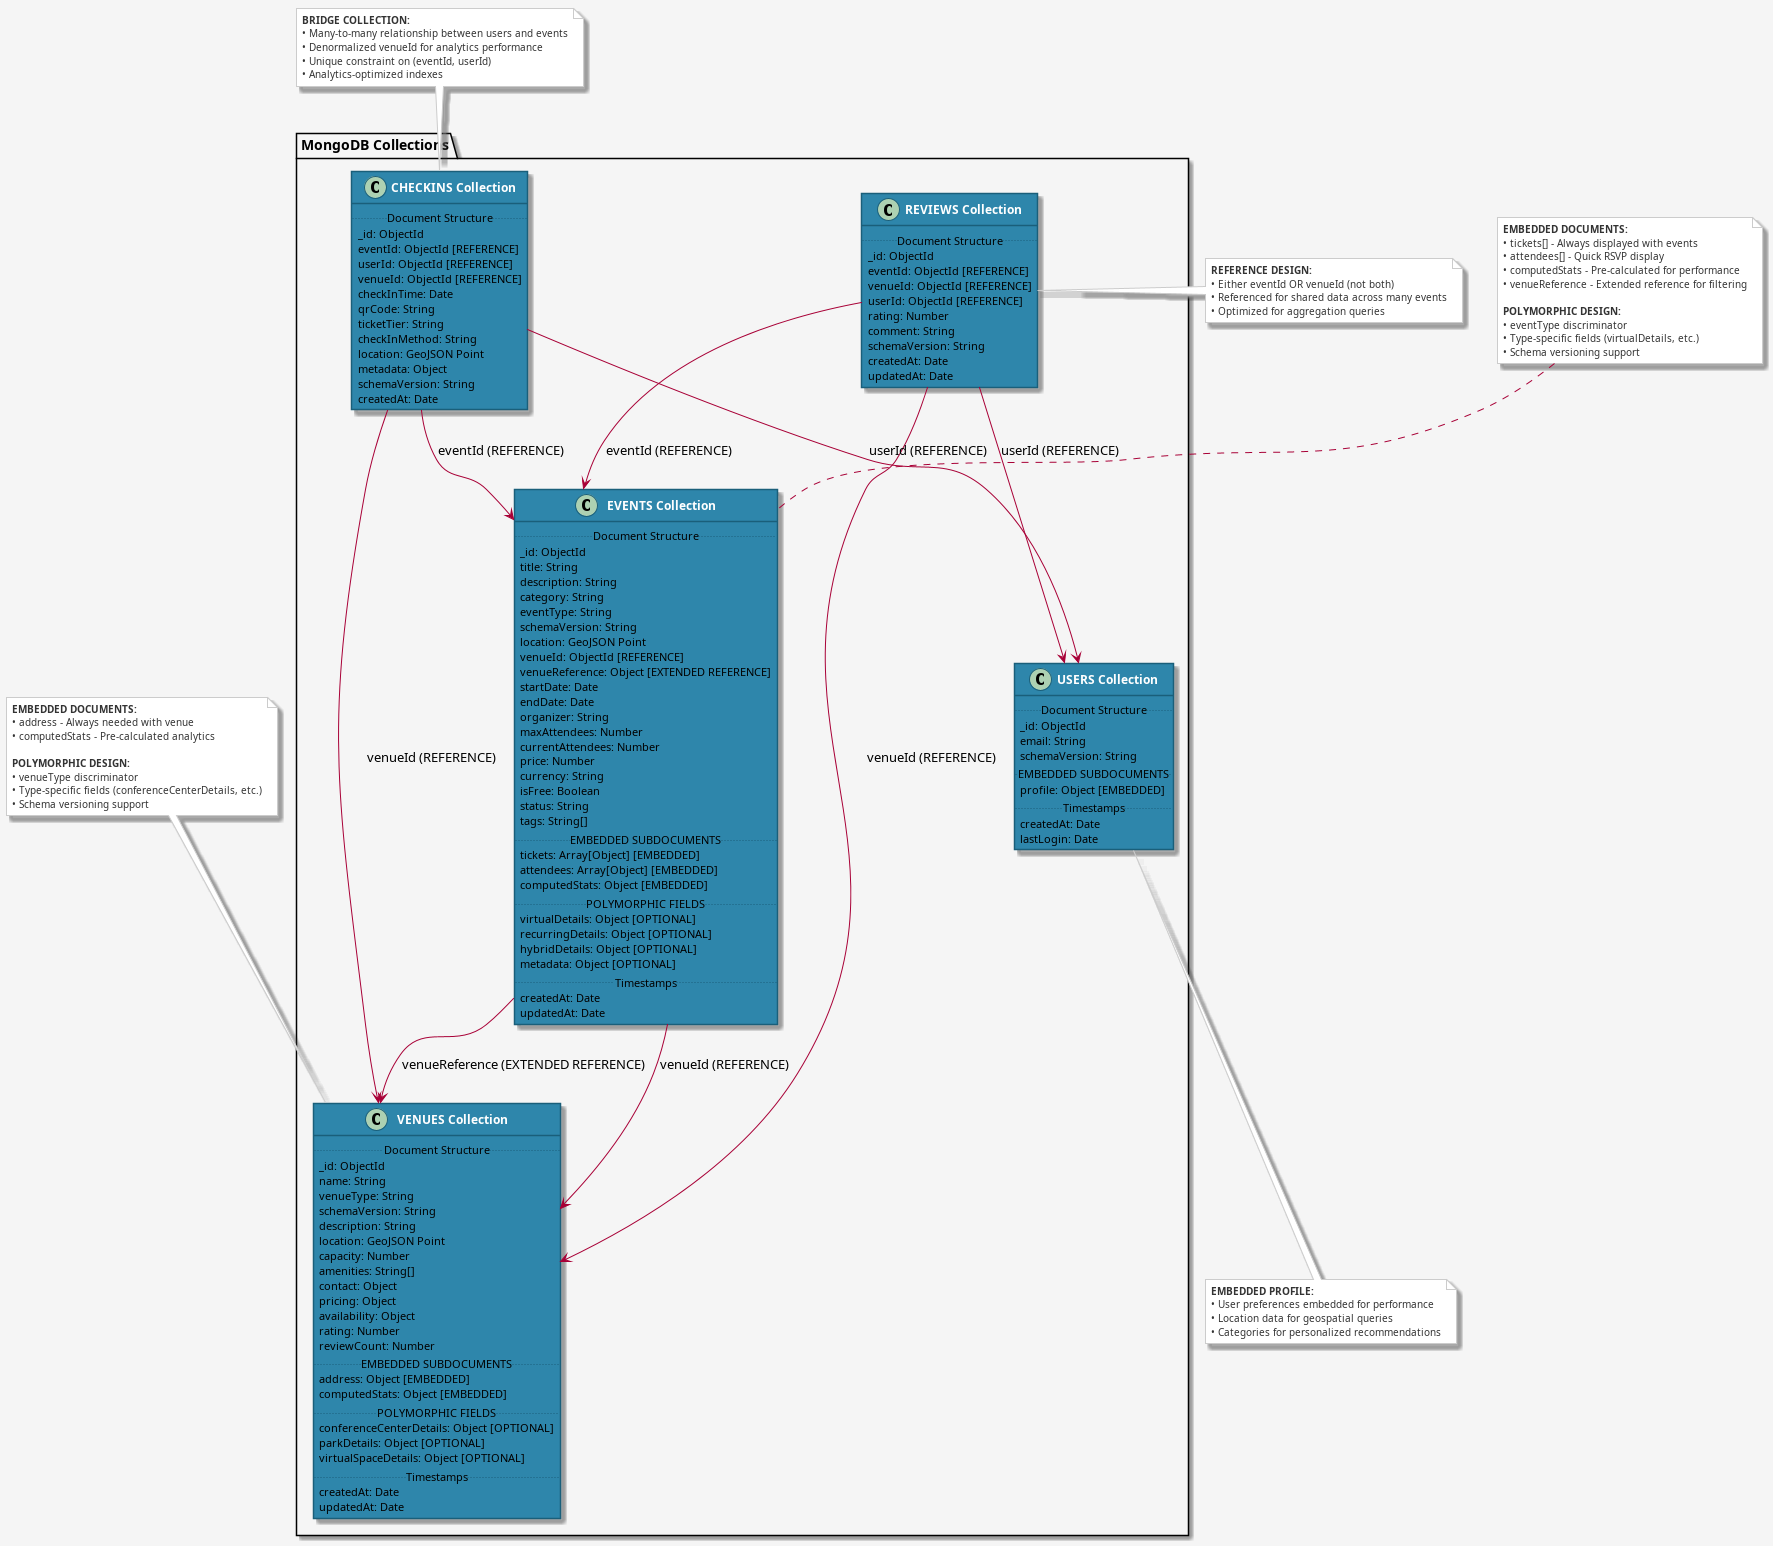 BRIDGE COLLECTION:
• Many-to-many relationship between users and events
• Denormalized venueId for analytics performance
• Unique constraint on (eventId, userId)
• Analytics-optimized indexes
MongoDB Collections
C CHECKINS Collection
Document Structure
_id: ObjectId
eventId: ObjectId [REFERENCE]
userId: ObjectId [REFERENCE]
venueId: ObjectId [REFERENCE]
checkInTime: Date
qrCode: String
ticketTier: String
checkInMethod: String
location: GeoJSON Point
metadata: Object
schemaVersion: String
createdAt: Date
C REVIEWS Collection
Document Structure
_id: ObjectId
eventId: ObjectId [REFERENCE]
venueId: ObjectId [REFERENCE]
userId: ObjectId [REFERENCE]
rating: Number
comment: String
schemaVersion: String
createdAt: Date
updatedAt: Date
REFERENCE DESIGN:
• Either eventId OR venueId (not both)
• Referenced for shared data across many events
• Optimized for aggregation queries
EMBEDDED DOCUMENTS:
• tickets[] - Always displayed with events
• attendees[] - Quick RSVP display
• computedStats - Pre-calculated for performance
• venueReference - Extended reference for filtering
POLYMORPHIC DESIGN:
• eventType discriminator
• Type-specific fields (virtualDetails, etc.)
• Schema versioning support
eventId (REFERENCE)
eventId (REFERENCE)
userId (REFERENCE)
userId (REFERENCE)
C EVENTS Collection
Document Structure
_id: ObjectId
title: String
description: String
category: String
eventType: String
schemaVersion: String
location: GeoJSON Point
venueId: ObjectId [REFERENCE]
venueReference: Object [EXTENDED REFERENCE]
startDate: Date
endDate: Date
organizer: String
maxAttendees: Number
currentAttendees: Number
price: Number
currency: String
isFree: Boolean
status: String
tags: String[]
EMBEDDED SUBDOCUMENTS
tickets: Array[Object] [EMBEDDED]
attendees: Array[Object] [EMBEDDED]
computedStats: Object [EMBEDDED]
POLYMORPHIC FIELDS
virtualDetails: Object [OPTIONAL]
recurringDetails: Object [OPTIONAL]
hybridDetails: Object [OPTIONAL]
metadata: Object [OPTIONAL]
Timestamps
createdAt: Date
updatedAt: Date
C USERS Collection
Document Structure
_id: ObjectId
email: String
schemaVersion: String
EMBEDDED SUBDOCUMENTS
profile: Object [EMBEDDED]
Timestamps
createdAt: Date
lastLogin: Date
EMBEDDED DOCUMENTS:
• address - Always needed with venue
• computedStats - Pre-calculated analytics
POLYMORPHIC DESIGN:
• venueType discriminator
• Type-specific fields (conferenceCenterDetails, etc.)
• Schema versioning support
venueId (REFERENCE)
venueId (REFERENCE)
venueReference (EXTENDED REFERENCE)
venueId (REFERENCE)
C VENUES Collection
Document Structure
_id: ObjectId
name: String
venueType: String
schemaVersion: String
description: String
location: GeoJSON Point
capacity: Number
amenities: String[]
contact: Object
pricing: Object
availability: Object
rating: Number
reviewCount: Number
EMBEDDED SUBDOCUMENTS
address: Object [EMBEDDED]
computedStats: Object [EMBEDDED]
POLYMORPHIC FIELDS
conferenceCenterDetails: Object [OPTIONAL]
parkDetails: Object [OPTIONAL]
virtualSpaceDetails: Object [OPTIONAL]
Timestamps
createdAt: Date
updatedAt: Date
EMBEDDED PROFILE:
• User preferences embedded for performance
• Location data for geospatial queries
• Categories for personalized recommendations